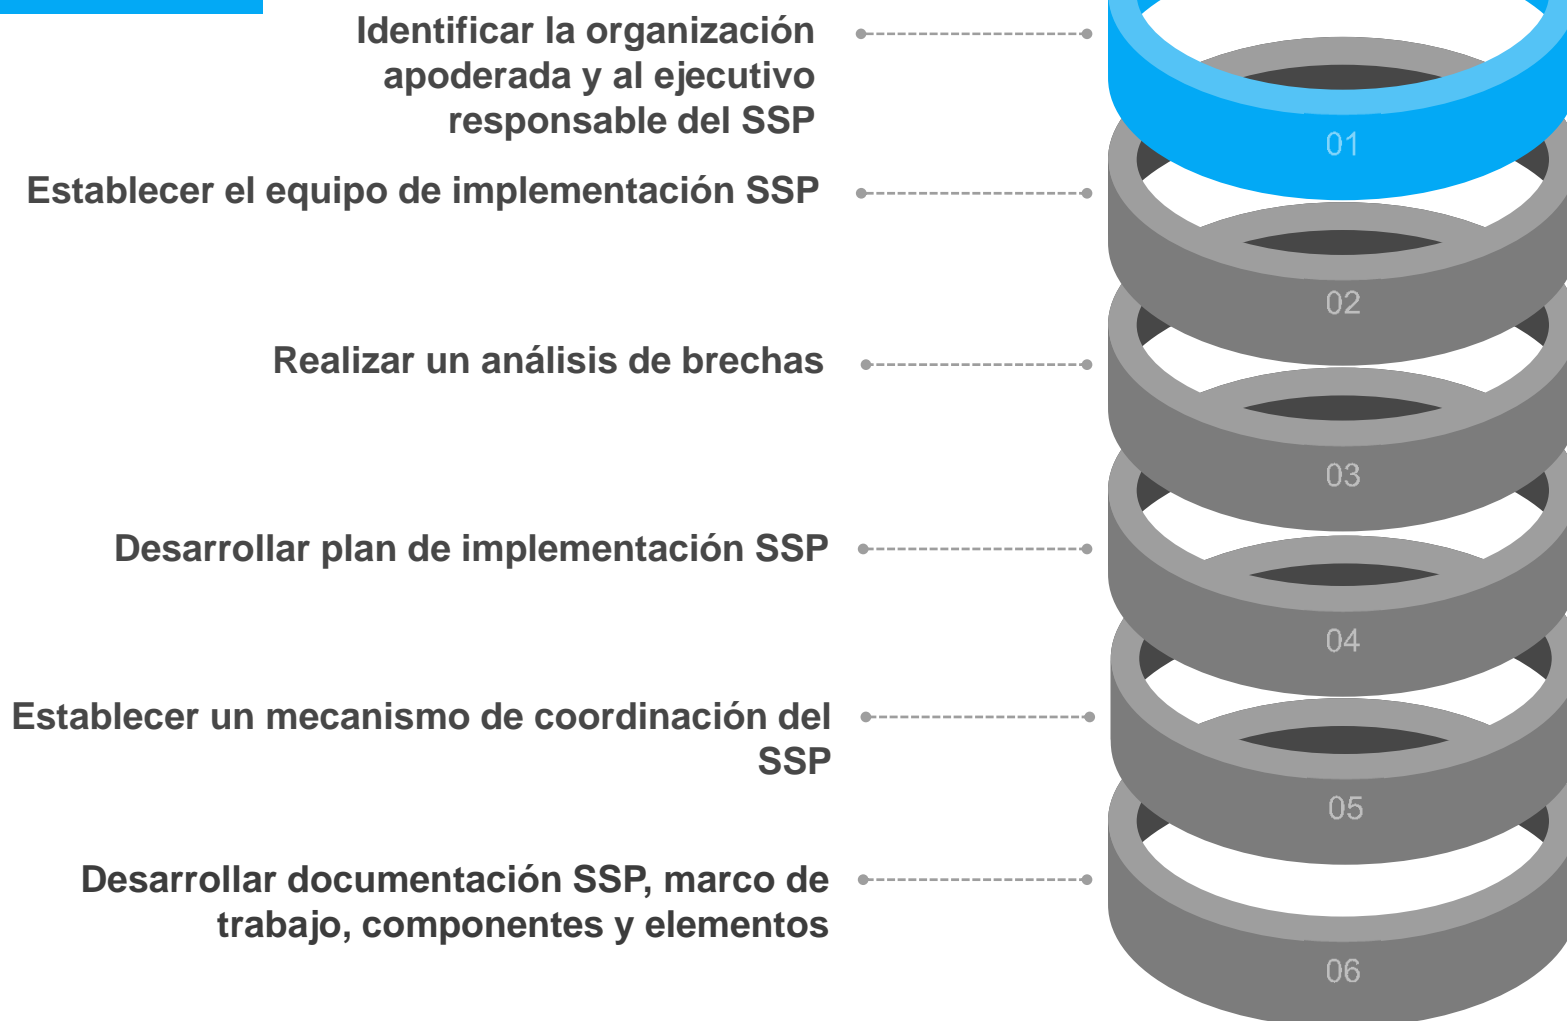 Identificar la organización
apoderada y al ejecutivo
responsable del SSP
01
Establecer el equipo de implementación SSP
02
Realizar un análisis de brechas
03
Desarrollar plan de implementación SSP
04
Establecer un mecanismo de coordinación del
SSP
05
Desarrollar documentación SSP, marco de
trabajo, componentes y elementos
06